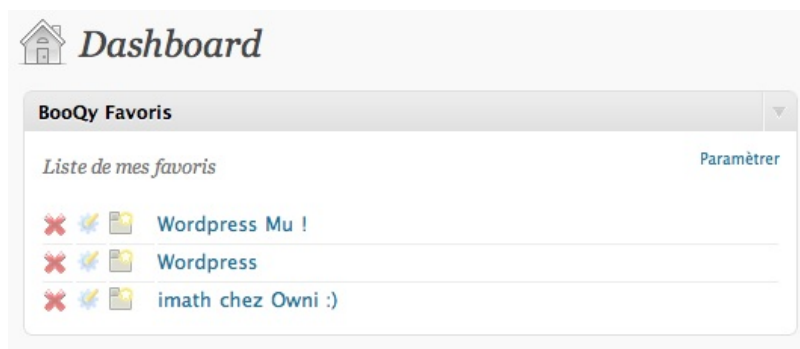 Dashboard
BooQy Favoris
Liste de mes favoris
Paramètrer
Wordpress Mu !
Wordpress
imath chez Owni :)